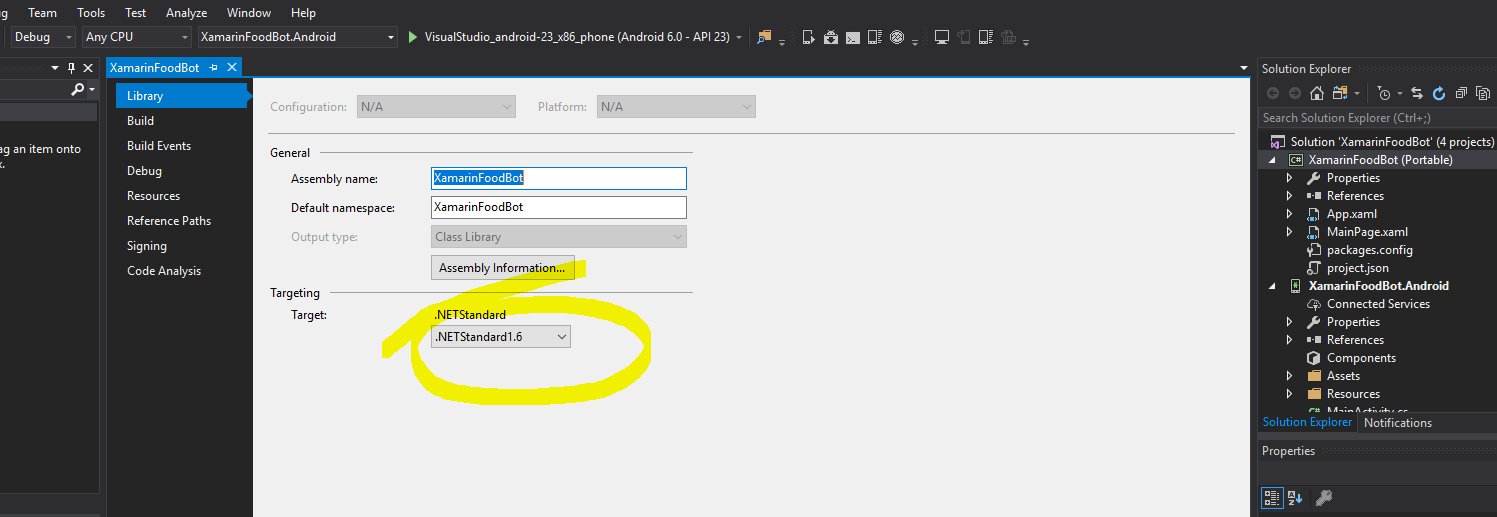 Team Tools Test Analyze Window Help
Debug Any CPU XamarinFoodBot.Android VisualStudio_android-23_x86_phone (Android 6.0 - API 23)
XamarinFoodBot
Library
Build
Build Events
Debug
Resources
Reference Paths
Signing
Code Analysis
ag an item onto
Configuration: N/A Platform: N/A
General
Assembly name: XamarinFoodBot
Default namespace: XamarinFoodBot
Output type: Class Library
Assembly Information...
Targeting
Target: .NETStandard
.NETStandard1.6
Solution Explorer
Search Solution Explorer (Ctrl+;)
Solution 'XamarinFoodBot' (4 projects)
C# XamarinFoodBot (Portable)
Properties
References
App.xaml
MainPage.xaml
packages.config
project.json
XamarinFoodBot.Android
Connected Services
Properties
References
Components
Assets
Resources
C# MainActivity.cs
Solution Explorer Notifications
Properties